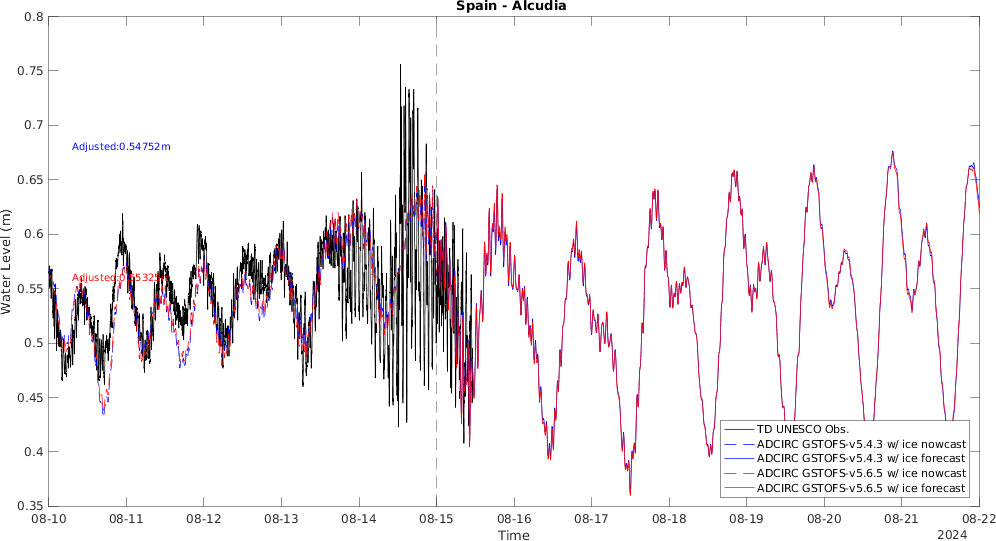 Spain - Alcudia
0.8
0.75
0.7
0.65
0.6
0.55
0.5
0.45
0.4
0.35
Water Level (m)
Adjusted:0.54752m
TD UNESCO Obs.
ADCIRC GSTOFS-v5.4.3 w/ ice nowcast
ADCIRC GSTOFS-v5.4.3 w/ ice forecast
ADCIRC GSTOFS-v5.6.5 w/ ice nowcast
ADCIRC GSTOFS-v5.6.5 w/ ice forecast
08-10 08-11 08-12 08-13 08-14 08-15 08-16 08-17 08-18 08-19 08-20 08-21 08-22
Time
2024